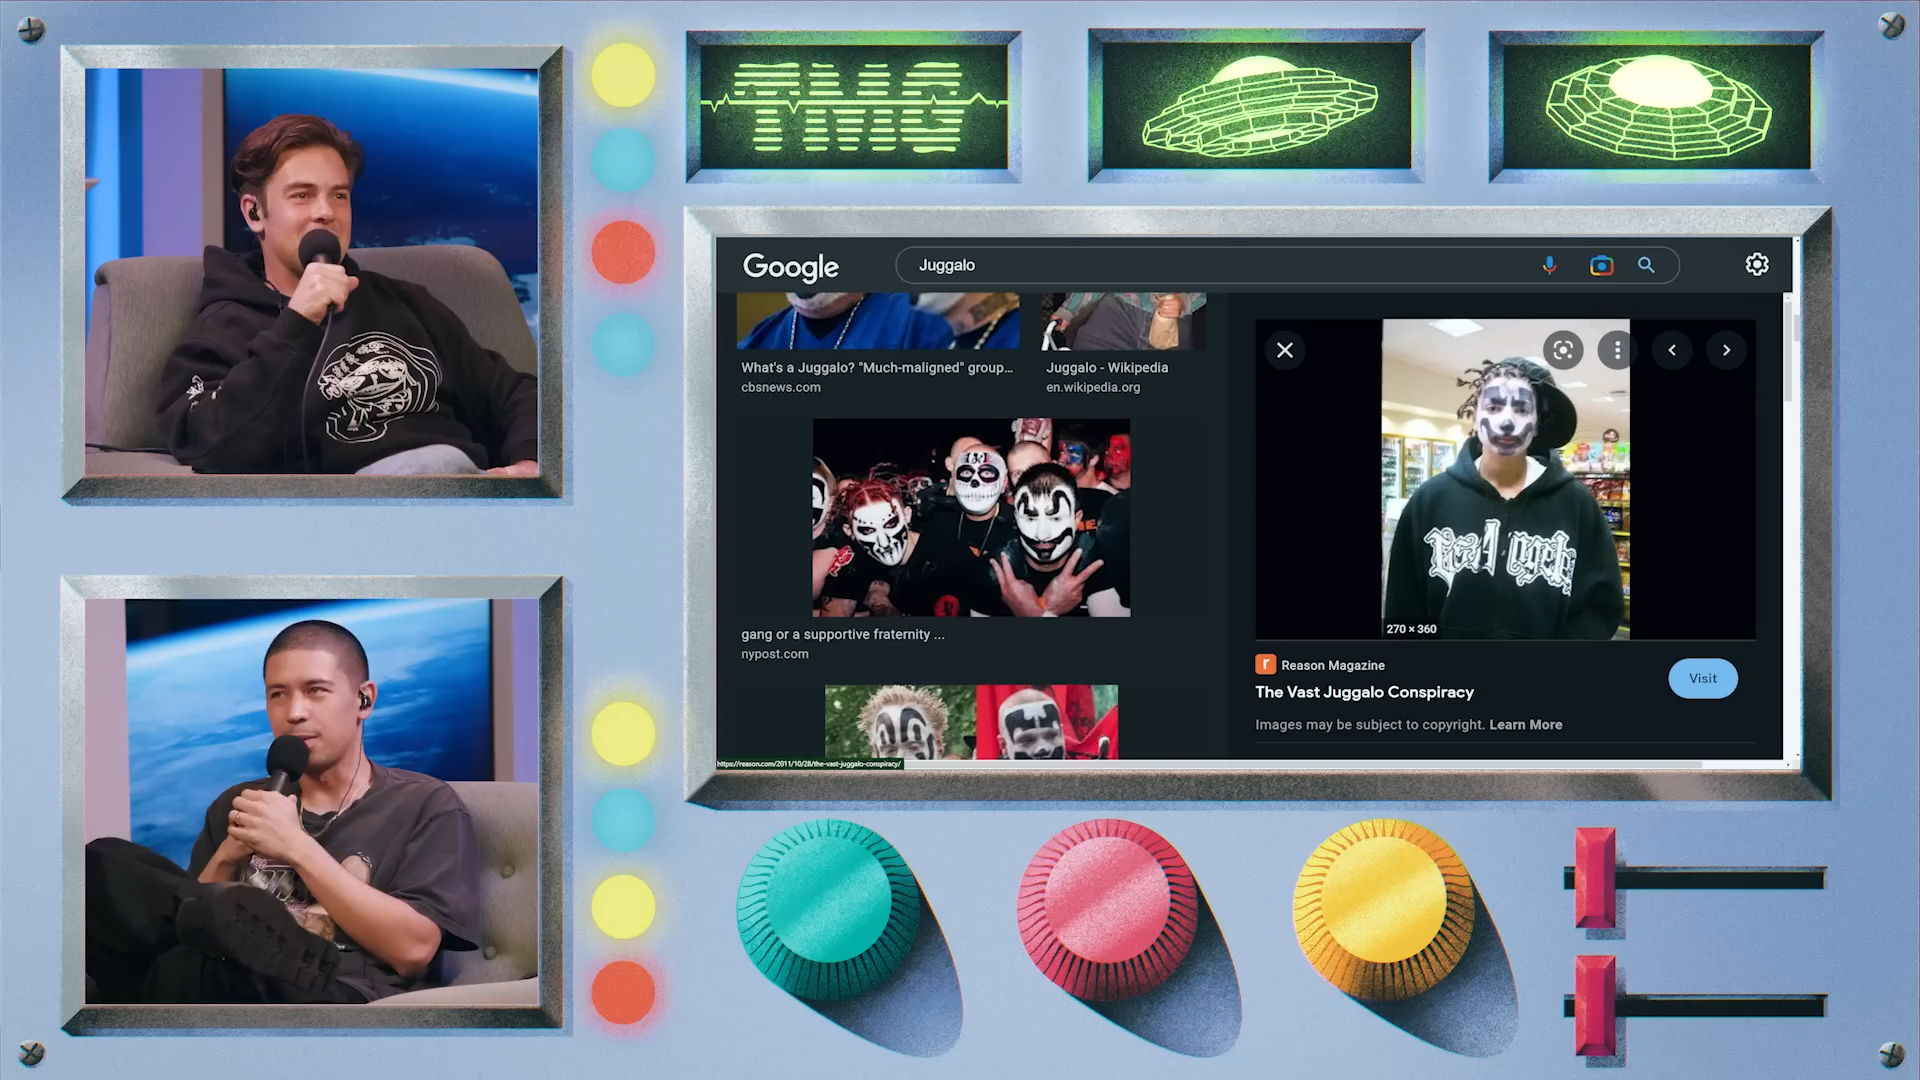 TMG
Google
Juggalo
What's a Juggalo? "Much-maligned" group...
cbsnews.com
Juggalo - Wikipedia
en.wikipedia.org
gang or a supportive fraternity ...
nypost.com
270 × 360
r Reason Magazine
The Vast Juggalo Conspiracy
Visit
Images may be subject to copyright. Learn More
https://reason.com/2011/10/28/the-vast-juggalo-conspiracy/